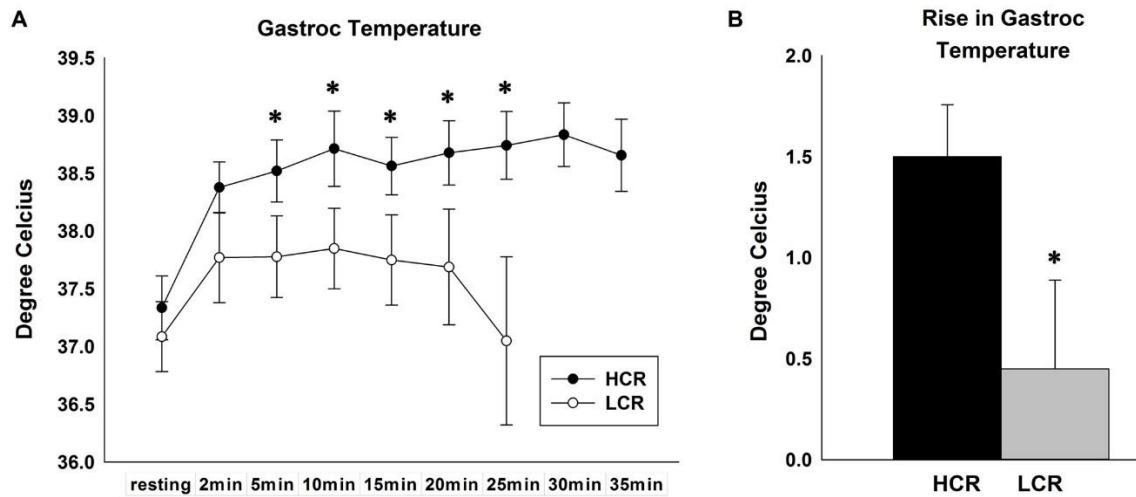 A
Gastroc Temperature
39.5
39.0
38.5
38.0
37.5
37.0
36.5
36.0
Degree Celcius
* * * * *
HCR
LCR
resting 2min 5min 10min 15min 20min 25min 30min 35min
B
Rise in Gastroc
Temperature
2.0
1.5
1.0
0.5
0.0
Degree Celcius
*
HCR LCR